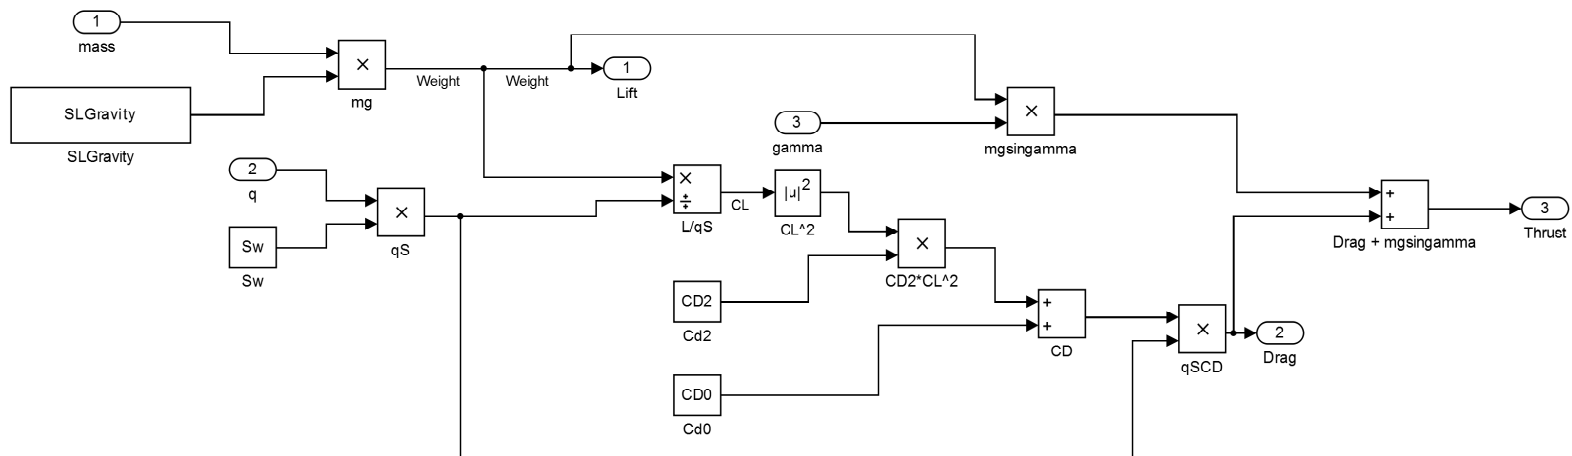 1
mass
SLGravity
SLGravity
×
mg
Weight
Weight
1
Lift
3
gamma
×
mgsingamma
2
q
Sw
Sw
×
qS
×
÷
L/qS
CL
|u|2
CL^2
CD2
Cd2
×
CD2*CL^2
CD0
Cd0
+
+
CD
×
qSCD
2
Drag
+
+
Drag + mgsingamma
3
Thrust